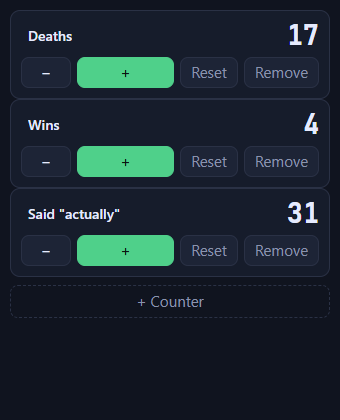 Deaths 17
– + Reset Remove
Wins 4
– + Reset Remove
Said "actually" 31
– + Reset Remove
+ Counter